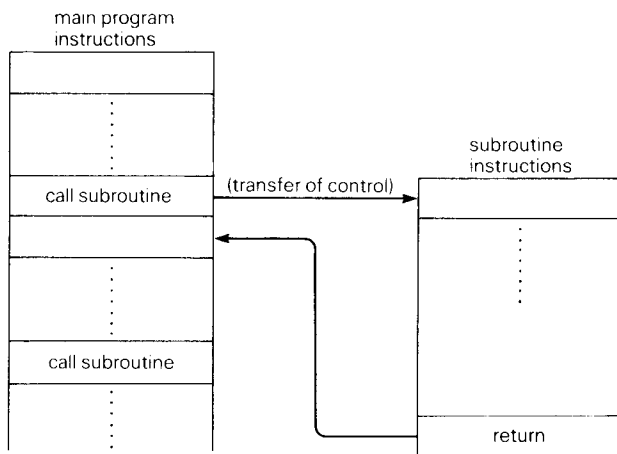 main program
instructions
call subroutine
(transfer of control)
subroutine
instructions
call subroutine
return